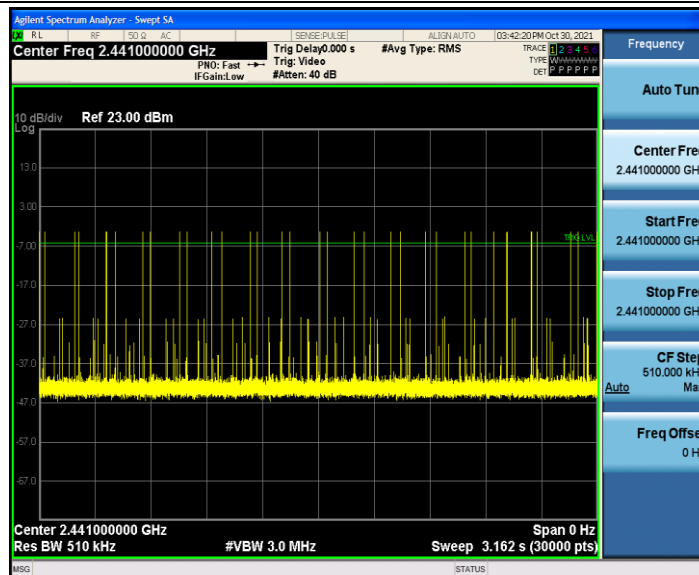 Agilent Spectrum Analyzer - Swept SA
LXI RL RF 50 Ω AC SENSE:PULSE ALIGN AUTO 03:42:20 PM Oct 30, 2021
Center Freq 2.441000000 GHz
Trig Delay0.000 s #Avg Type: RMS TRACE 1 2 3 4 5 6
PNO: Fast Trig: Video TYPE W
IFGain:Low #Atten: 40 dB DET P P P P P P
10 dB/div Ref 23.00 dBm
Log
13.0
3.00
-7.00
TRIG LVL
-17.0
-27.0
-37.0
-47.0
-57.0
-67.0
Center 2.441000000 GHz Span 0 Hz
Res BW 510 kHz #VBW 3.0 MHz Sweep 3.162 s (30000 pts)
MSG STATUS
Frequency
Auto Tun
Center Fre
2.441000000 GH
Start Fre
2.441000000 GH
Stop Fre
2.441000000 GH
CF Step
510.000 kH
Auto Ma
Freq Offse
0 H